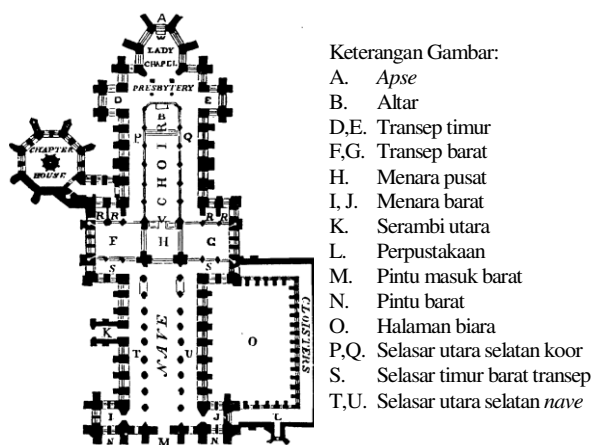 A
W
LADY
CHAPEL
PRESBYTERY
D
E
B
P
Q
CHOIR
V
CHAPTER
HOUSE
R R
R R
F
H
G
S
S
K
NAVE
T
U
O
CLOISTERS
I
J
L
N
M
N
Keterangan Gambar:
A. Apse
B. Altar
D,E. Transep timur
F,G. Transep barat
H. Menara pusat
I, J. Menara barat
K. Serambi utara
L. Perpustakaan
M. Pintu masuk barat
N. Pintu barat
O. Halaman biara
P,Q. Selasar utara selatan koor
S. Selasar timur barat transep
T,U. Selasar utara selatan nave